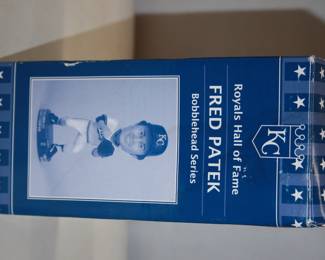 KC
Royals Hall of Fame
FRED PATEK
Bobblehead Series